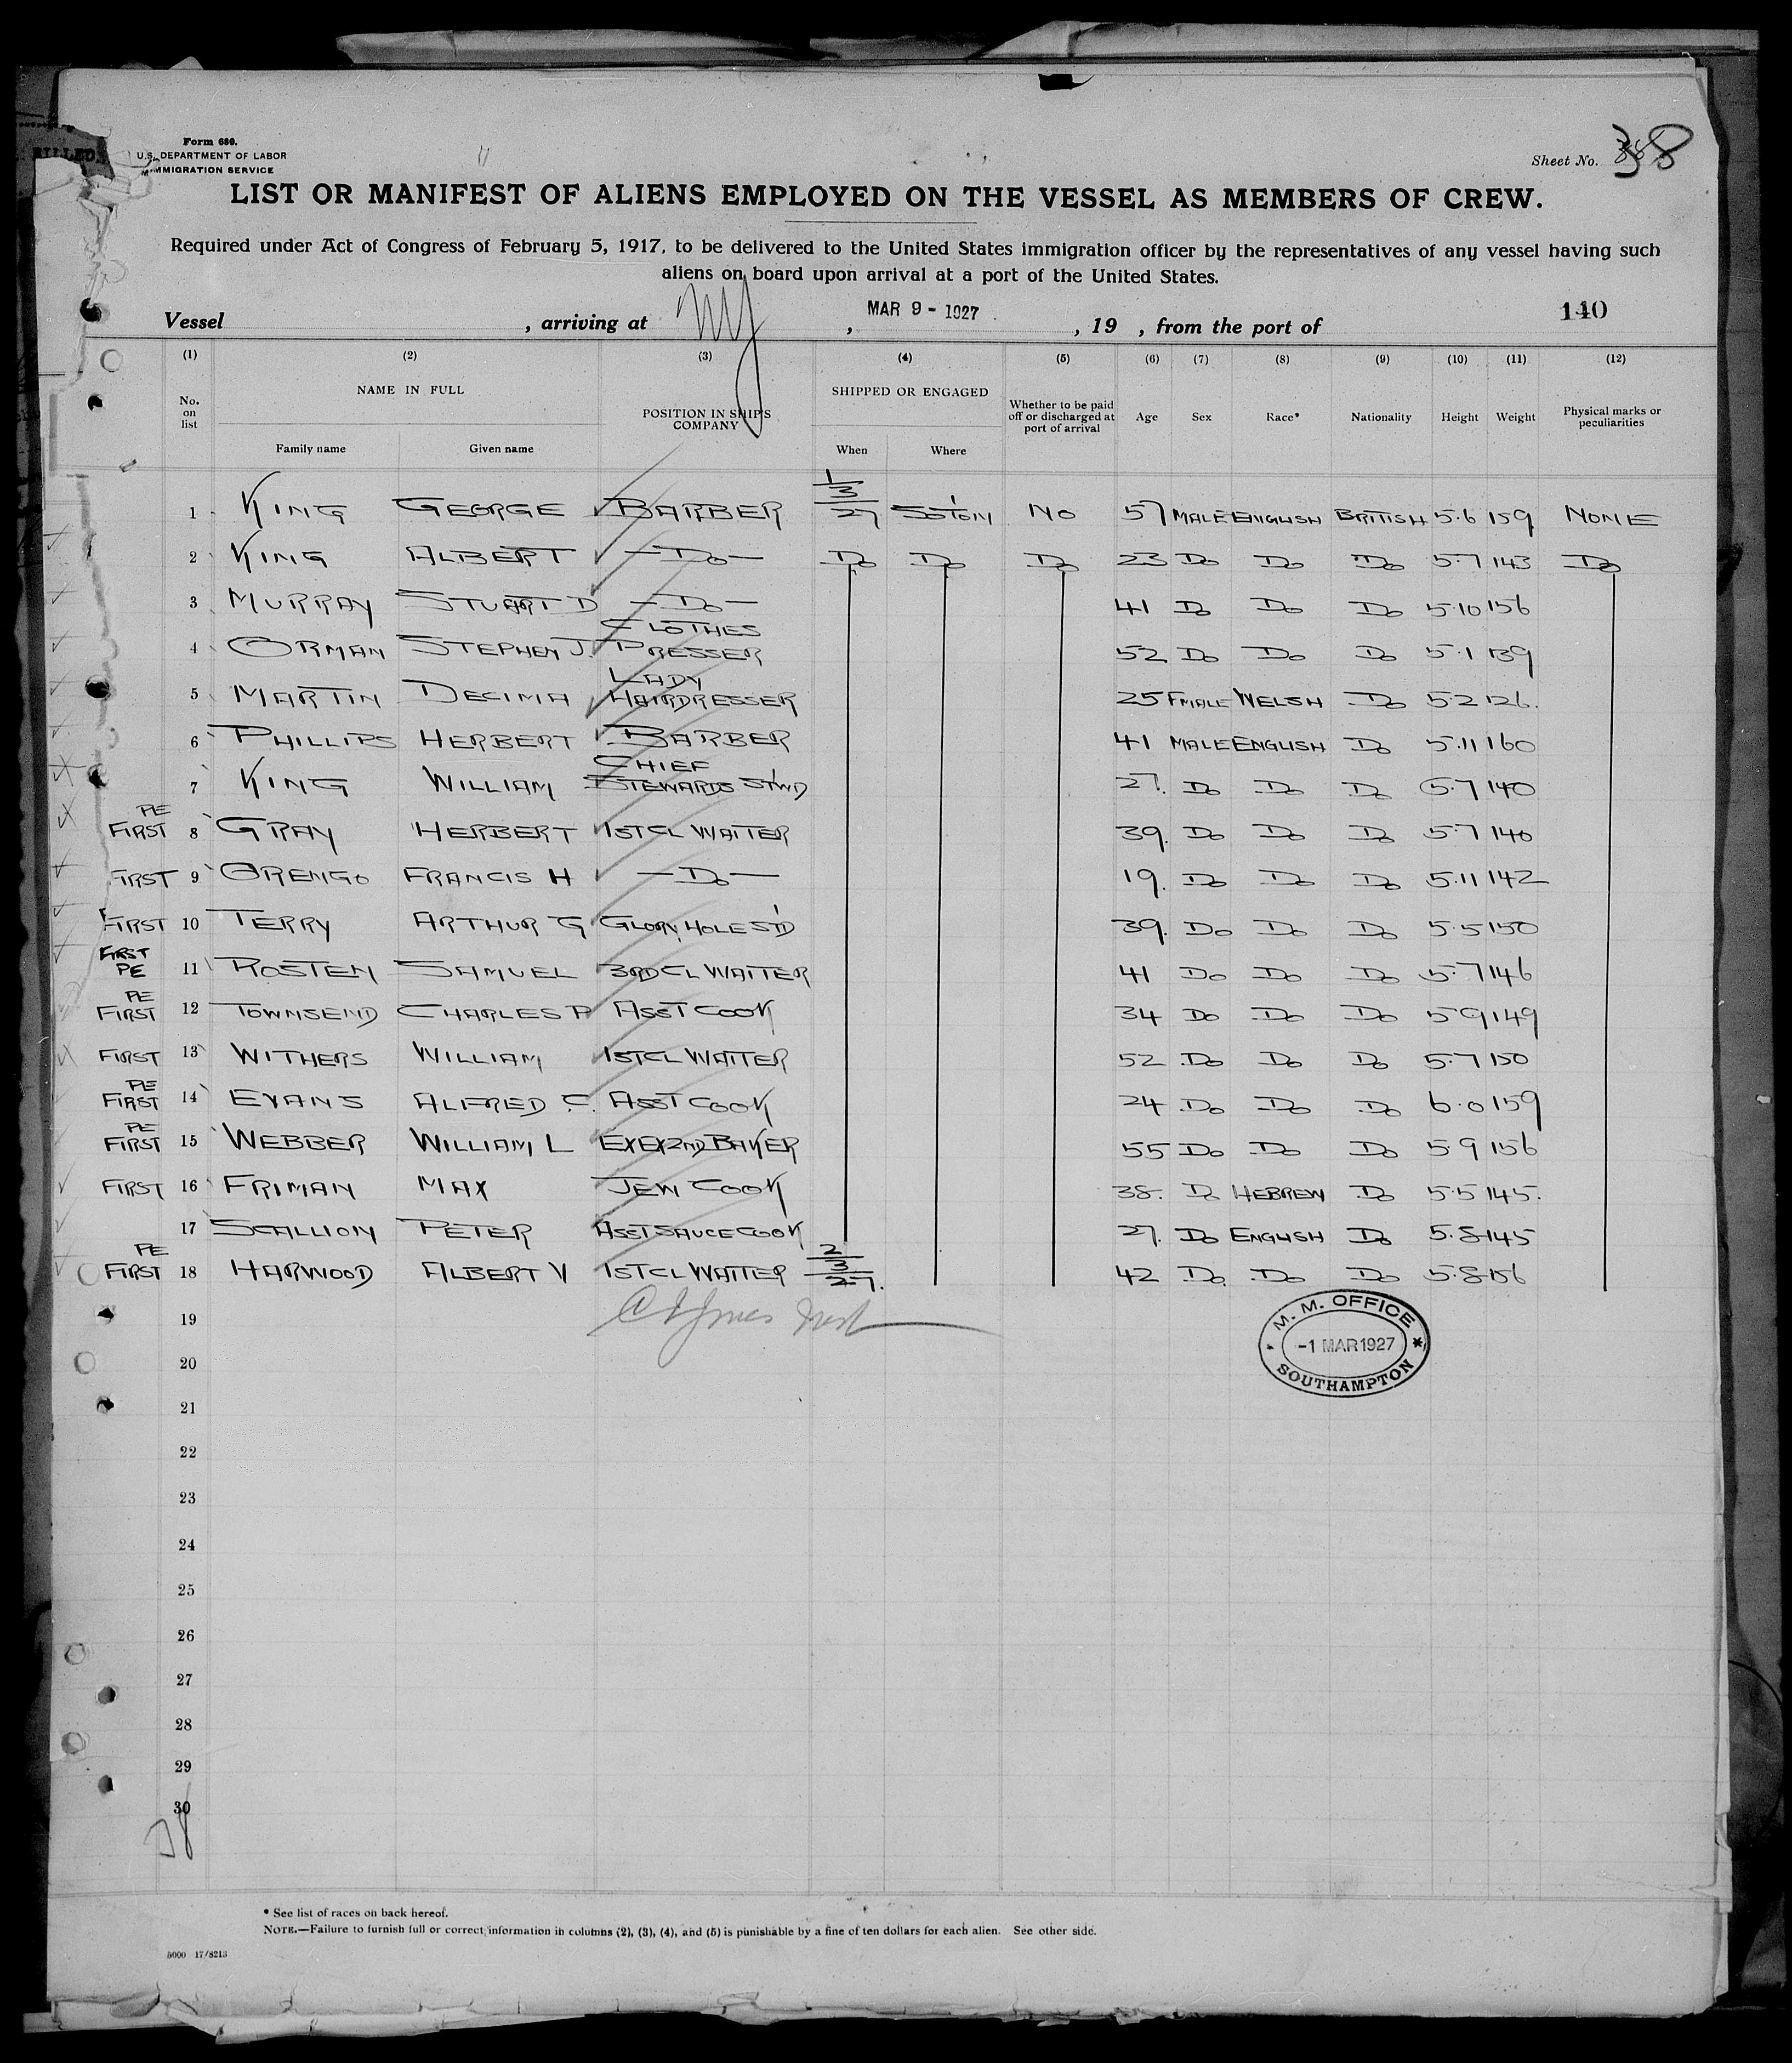 BILLED.
Form 680.
U.S. DEPARTMENT OF LABOR
IMMIGRATION SERVICE
Sheet No. 38
LIST OR MANIFEST OF ALIENS EMPLOYED ON THE VESSEL AS MEMBERS OF CREW.
Required under Act of Congress of February 5, 1917, to be delivered to the United States immigration officer by the representatives of any vessel having such
aliens on board upon arrival at a port of the United States.
Vessel , arriving at NY , MAR 9 - 1927 , 19 , from the port of 140
(1) (2) (3) (4) (5) (6) (7) (8) (9) (10) (11) (12)
No. on list NAME IN FULL Family name Given name POSITION IN SHIP'S COMPANY SHIPPED OR ENGAGED When Where Whether to be paid off or discharged at port of arrival Age Sex Race* Nationality Height Weight Physical marks or peculiarities
1 KING GEORGE BARBER 1/3/27 SO'TON NO 57 MALE ENGLISH BRITISH 5.6 159 NONE
2 KING ALBERT —Do— Do Do Do 23 Do Do Do 5.7 143 Do
3 MURRAY STUART D —Do— 41 Do Do Do 5.10 156
4 ORMAN STEPHEN J. CLOTHES PRESSER 52 Do Do Do 5.1 139
5 MARTIN DECIMA LADY HAIRDRESSER 25 FMALE WELSH Do 5.2 126.
6 PHILLIPS HERBERT BARBER 41 MALE ENGLISH Do 5.11 160
7 KING WILLIAM CHIEF STEWARDS ST'WD 27. Do Do Do 5.7 140
PE FIRST 8 GRAY HERBERT 1ST CL WAITER 39. Do Do Do 5.7 140
FIRST 9 ORENGO FRANCIS H —Do— 19. Do Do Do 5.11 142
FIRST 10 TERRY ARTHUR G GLORY HOLE ST'D 39. Do Do Do 5.5 150
FIRST PE 11 ROSTEN SAMUEL 3RD CL WAITER 41 Do Do Do 5.7 146
PE FIRST 12 TOWNSEND CHARLES P ASST COOK 34 Do Do Do 5.9 149
FIRST 13 WITHERS WILLIAM 1ST CL WAITER 52 Do Do Do 5.7 150
PE FIRST 14 EVANS ALFRED C. ASST COOK 24 Do Do Do 6.0 159
PE FIRST 15 WEBBER WILLIAM L EX EX 2ND BAKER 55 Do Do Do 5.9 156
FIRST 16 FRIMAN MAX JEW COOK 38. Do HEBREW Do 5.5 145.
17 SCALLION PETER ASST SAUCE COOK 27. Do ENGLISH Do 5.8 145
PE FIRST 18 HARWOOD ALBERT V 1ST CL WAITER 2/3/27. 42 Do Do Do 5.8 156
19
M. M. OFFICE
-1 MAR 1927
SOUTHAMPTON
20
21
22
23
24
25
26
27
28
29
30
* See list of races on back hereof.
NOTE.—Failure to furnish full or correct information in columns (2), (3), (4), and (5) is punishable by a fine of ten dollars for each alien. See other side.
5000 17/8213